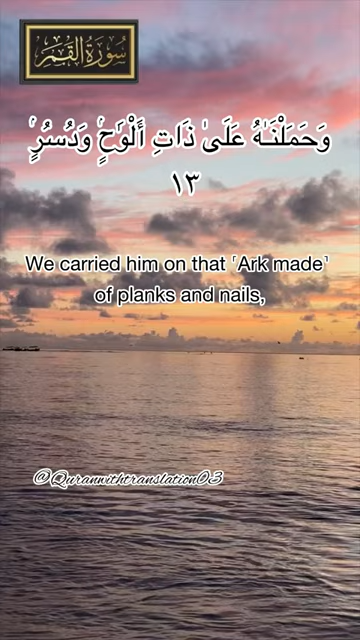 سُورَةُ القَمَر
وَحَمَلْنَـٰهُ عَلَىٰ ذَاتِ أَلْوَٰحٍۢ وَدُسُرٍۢ
١٣
We carried him on that ˹Ark made˺
of planks and nails,
@Quranwithtranslation03